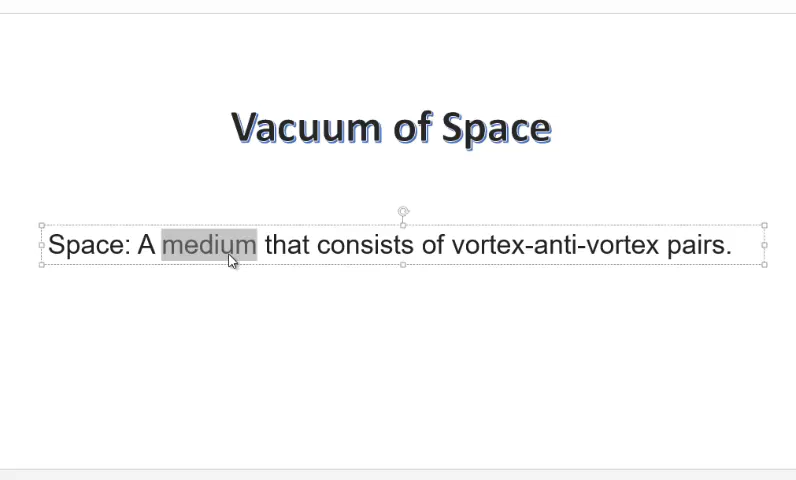 Vacuum of Space
Space: A medium that consists of vortex-anti-vortex pairs.